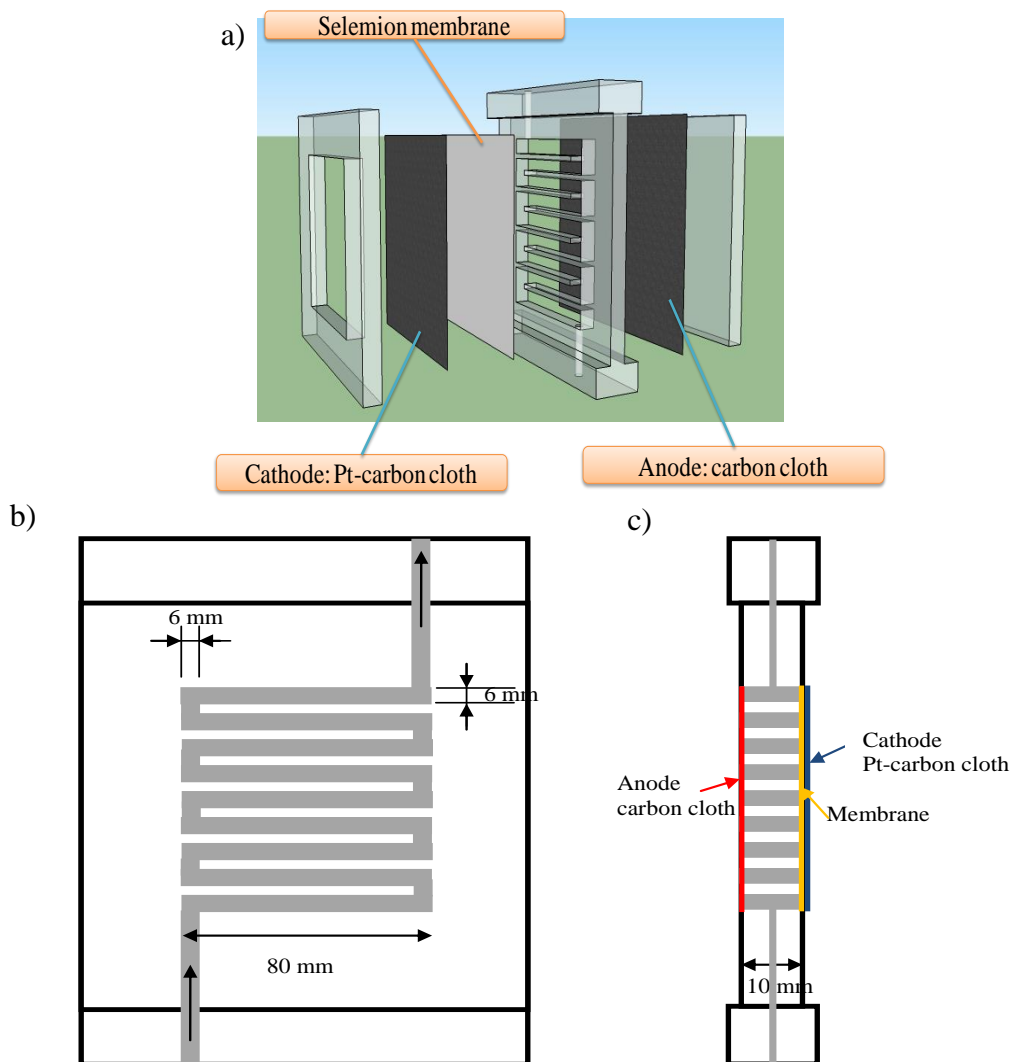 a)
Selemion membrane
Cathode: Pt-carbon cloth
Anode: carbon cloth
b)
6 mm
6 mm
80 mm
c)
Anode
carbon cloth
Cathode
Pt-carbon cloth
Membrane
10 mm